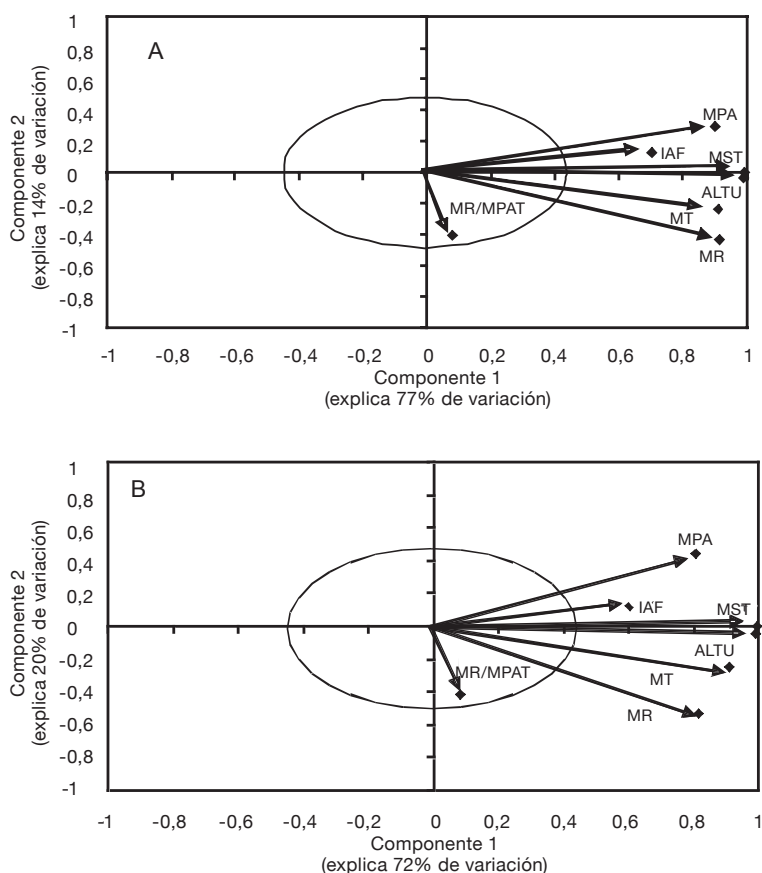 A
1
0,8
0,6
0,4
0,2
0
-0,2
-0,4
-0,6
-0,8
-1
Componente 2
(explica 14% de variación)
MPA
IAF
MST
ALTU
MR/MPAT
MT
MR
-1 -0,8 -0,6 -0,4 -0,2 0 0,2 0,4 0,6 0,8 1
Componente 1
(explica 77% de variación)
B
1
0,8
0,6
0,4
0,2
0
-0,2
-0,4
-0,6
-0,8
-1
Componente 2
(explica 20% de variación)
MPA
IAF
MST
ALTU
MR/MPAT
MT
MR
-1 -0,8 -0,6 -0,4 -0,2 0 0,2 0,4 0,6 0,8 1
Componente 1
(explica 72% de variación)